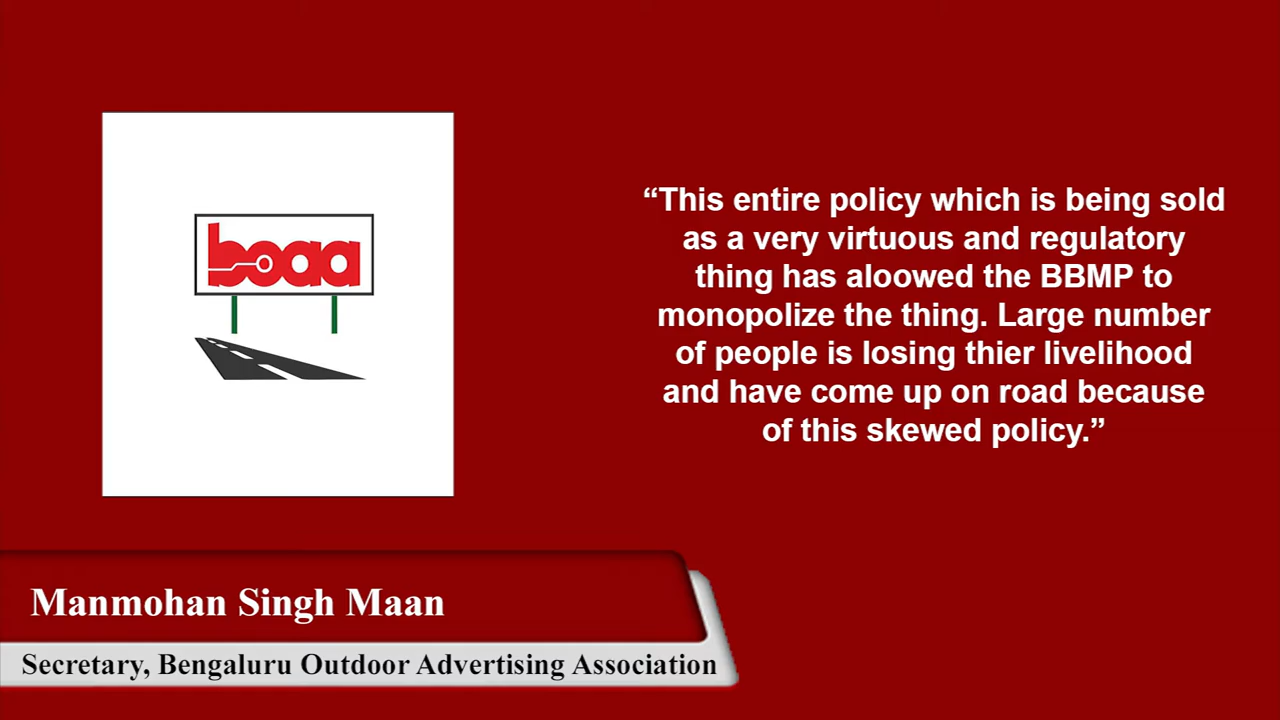 boaa
“This entire policy which is being sold
as a very virtuous and regulatory
thing has aloowed the BBMP to
monopolize the thing. Large number
of people is losing thier livelihood
and have come up on road because
of this skewed policy.”
Manmohan Singh Maan
Secretary, Bengaluru Outdoor Advertising Association